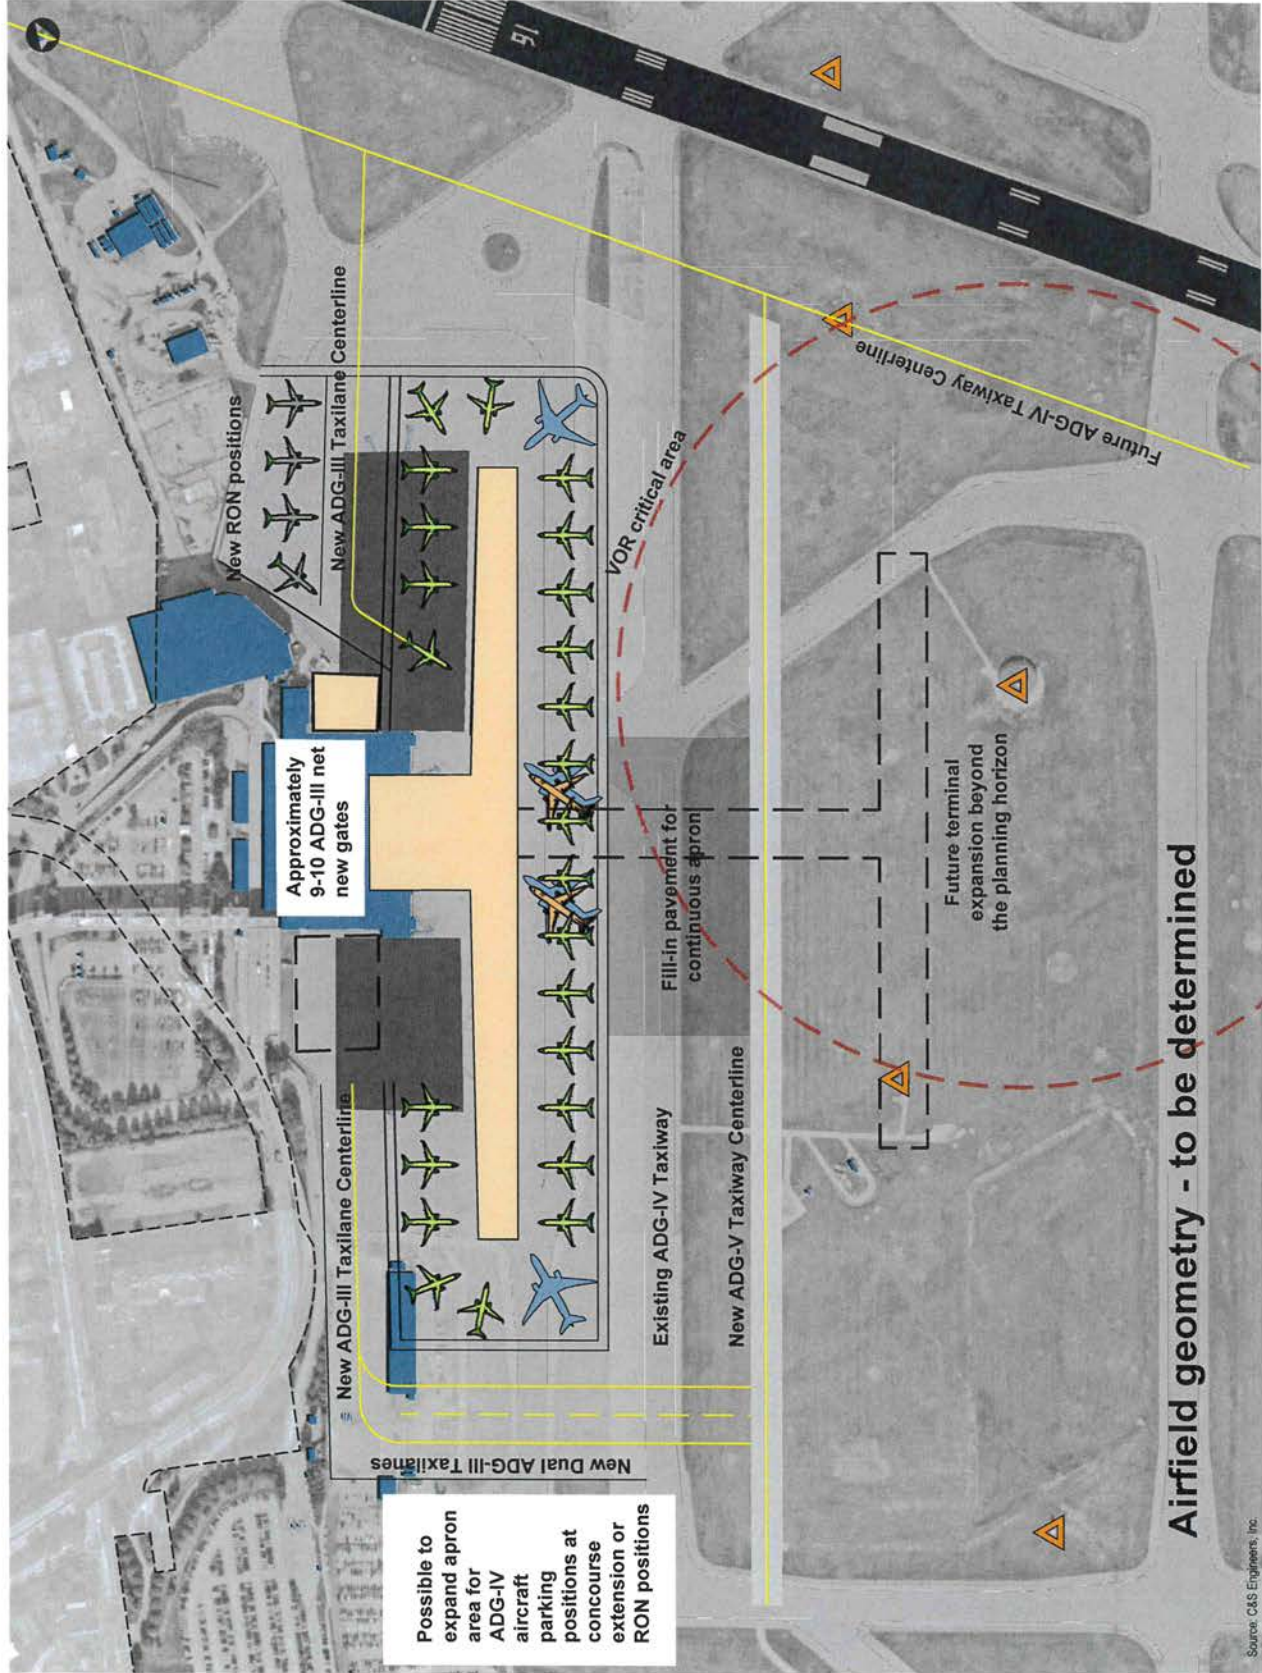 16
New RON positions
New ADG-III Taxilane Centerline
Approximately
9-10 ADG-III net
new gates
VOR critical area
Future ADG-IV Taxiway Centerline
Fill-in pavement for
continuous apron
Future terminal
expansion beyond
the planning horizon
New ADG-III Taxilane Centerline
Existing ADG-IV Taxiway
New ADG-V Taxiway Centerline
New Dual ADG-III Taxilanes
Possible to
expand apron
area for
ADG-IV
aircraft
parking
positions at
concourse
extension or
RON positions
Airfield geometry - to be determined
Source: C&S Engineers, Inc.